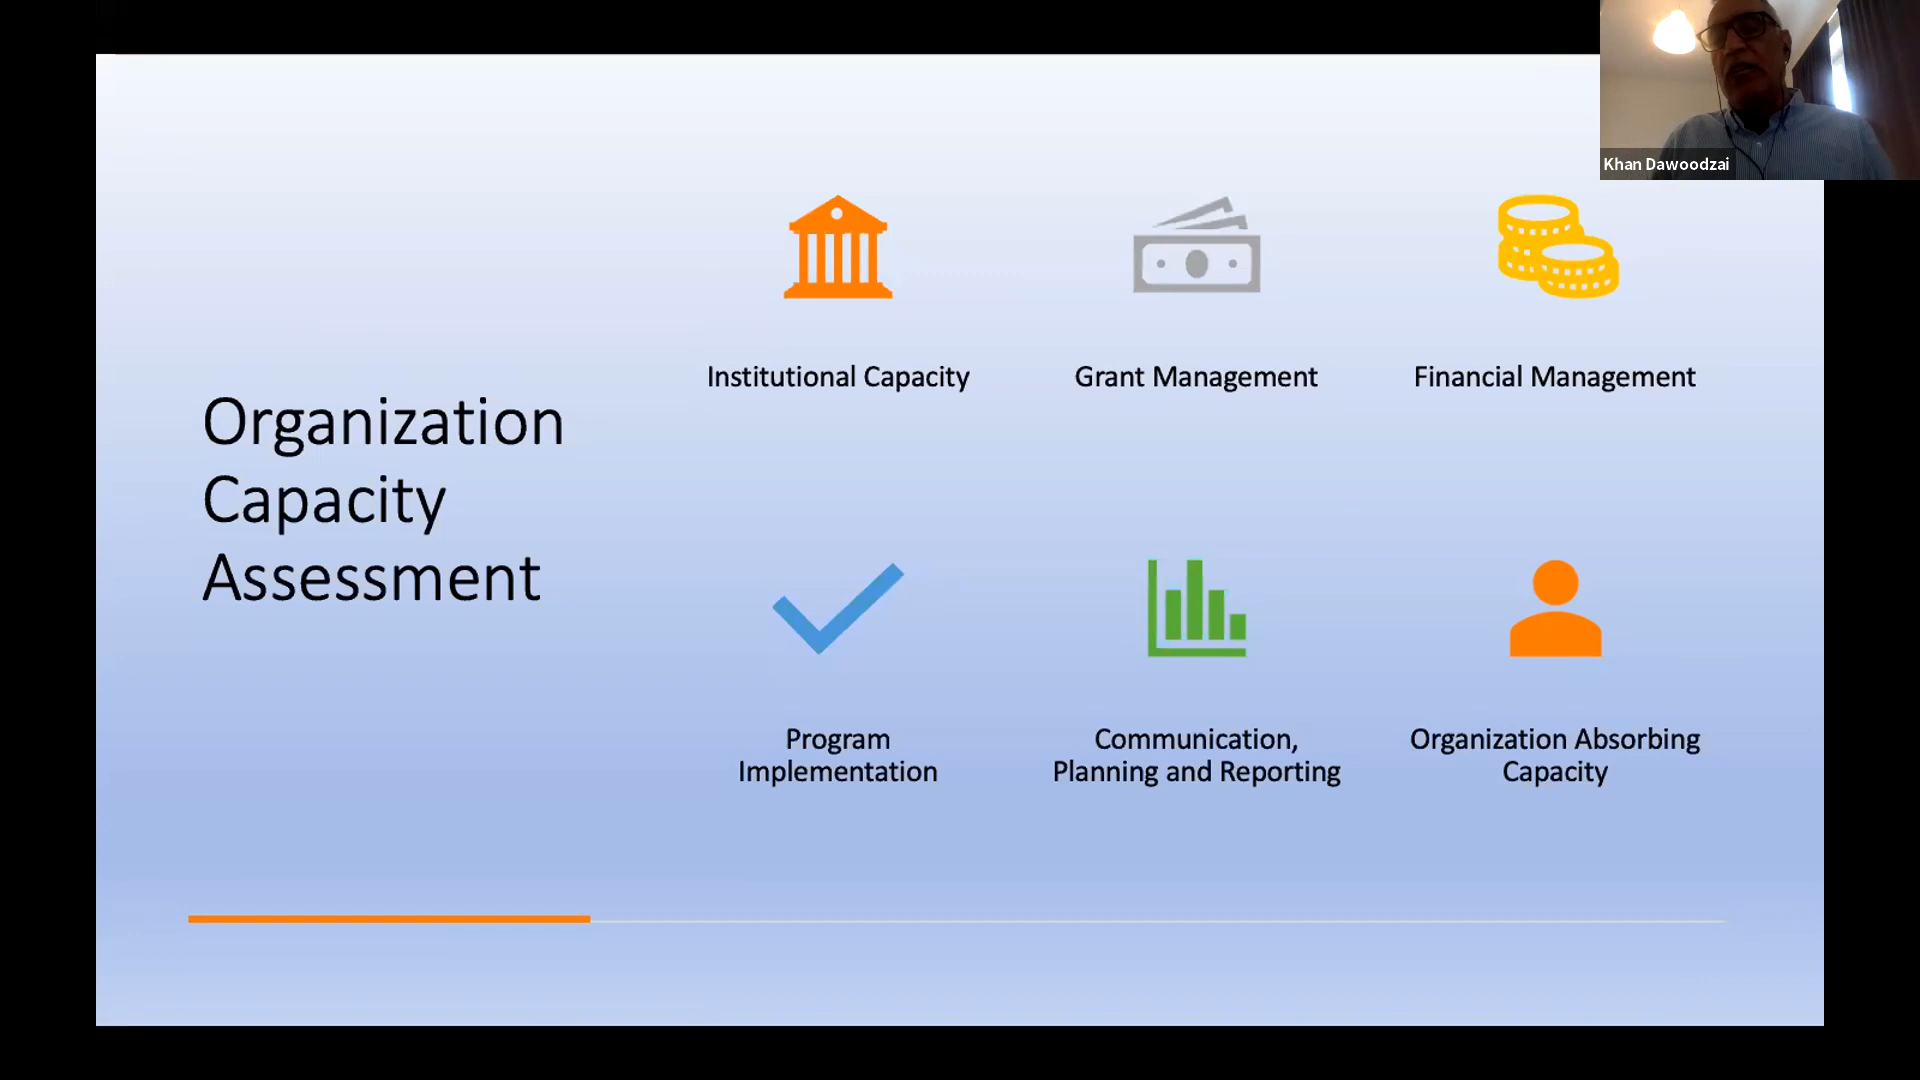 Khan Dawoodzai
Organization
Capacity
Assessment
Institutional Capacity
Grant Management
Financial Management
Program
Implementation
Communication,
Planning and Reporting
Organization Absorbing
Capacity